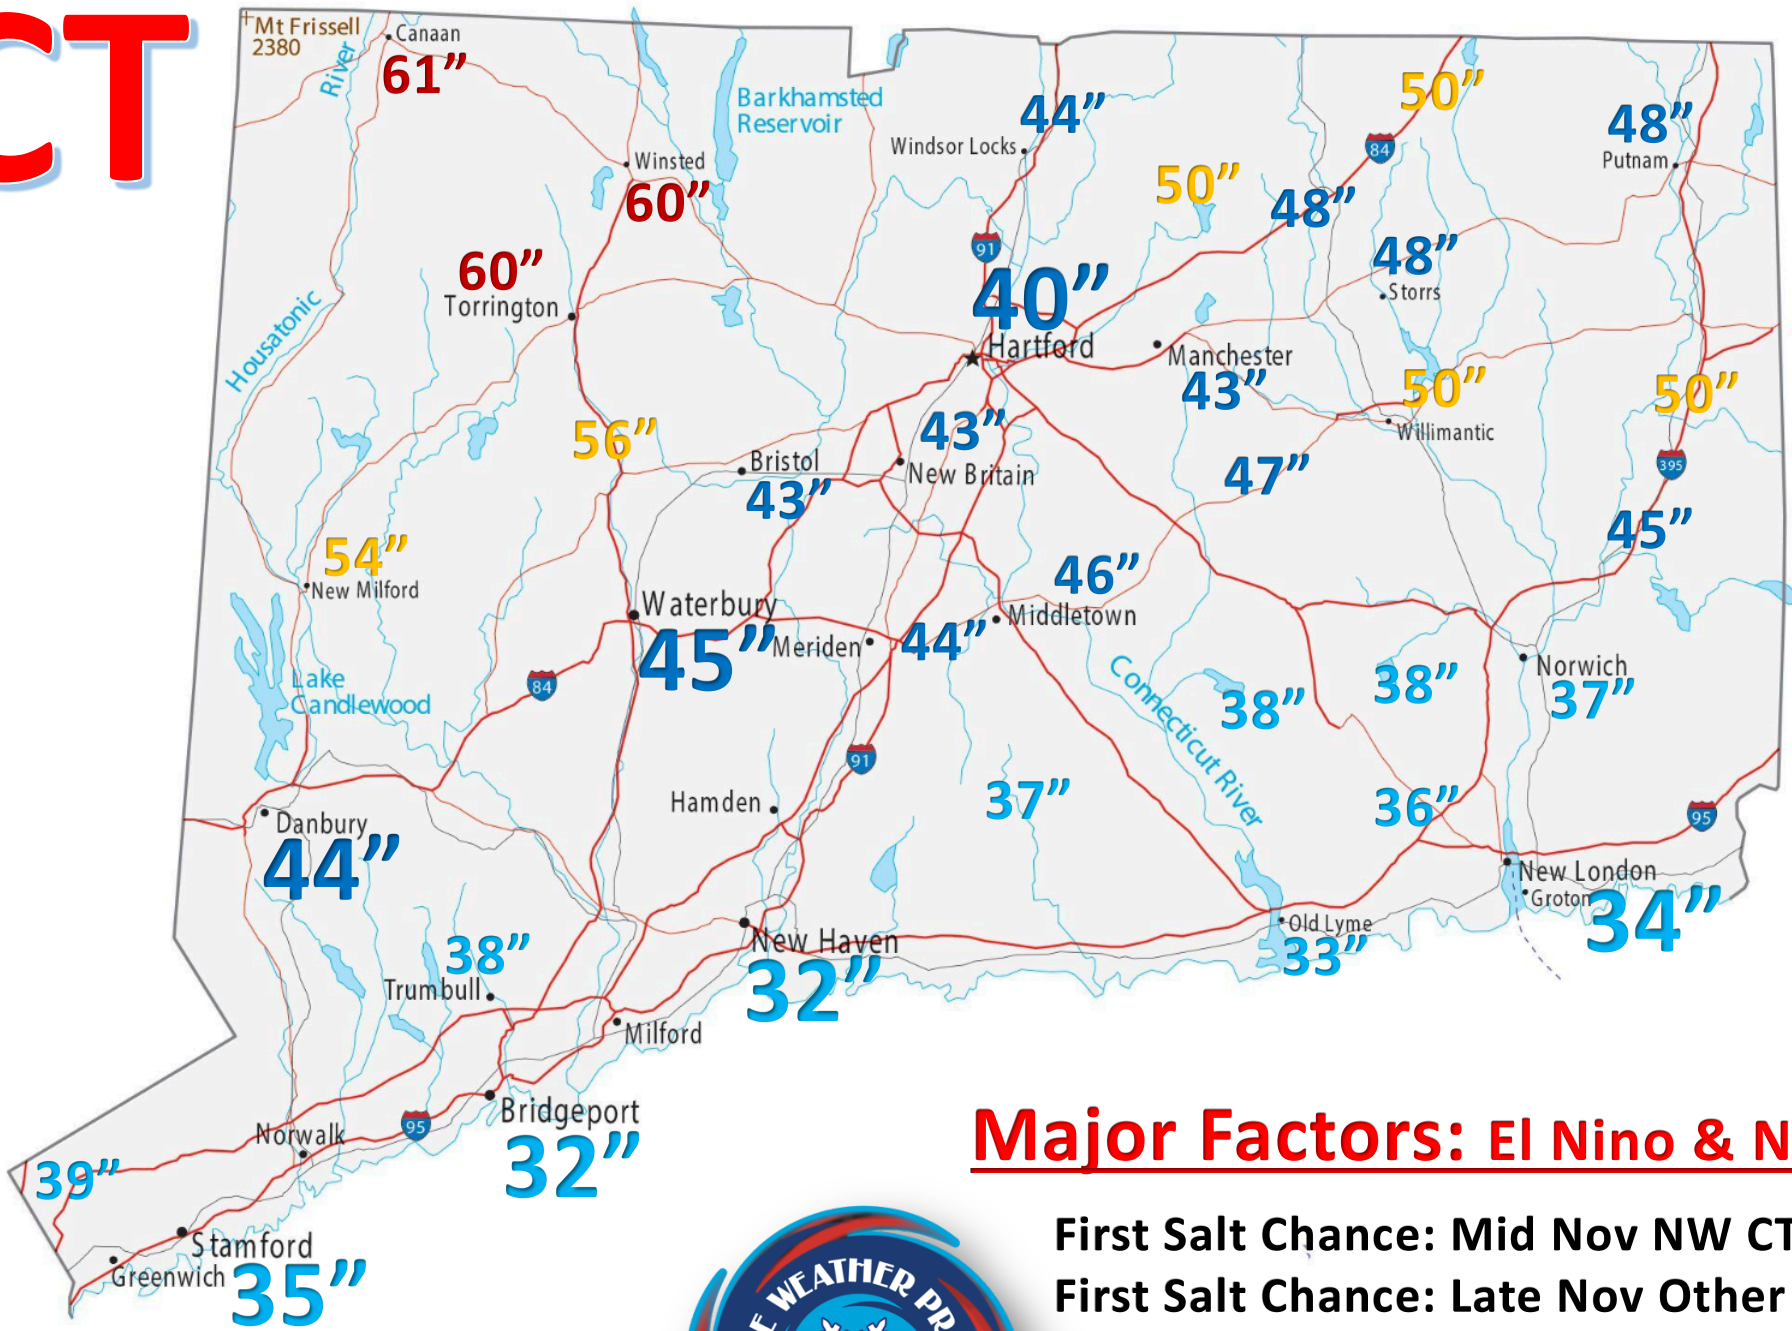 CT
Mt Frissell
2380
Canaan
River
61”
Barkhamsted
Reservoir
50”
44”
48”
Windsor Locks
84
Putnam
Winsted
50”
60”
48”
91
48”
60”
40”
Storrs
Torrington
Housatonic
Hartford
Manchester
43”
50”
50”
56”
43”
Willimantic
Bristol
New Britain
47”
395
43”
45”
54”
46”
New Milford
Waterbury
Middletown
45”
Meriden
44”
Norwich
Connecticut River
38”
38”
37”
Lake
Candlewood
84
91
37”
36”
Hamden
95
Danbury
44”
New London
Groton
34”
Old Lyme
33”
38”
New Haven
32”
Trumbull
Milford
Bridgeport
32”
95
Norwalk
39”
Stamford
Greenwich
35”
Major Factors: El Nino & N
First Salt Chance: Mid Nov NW CT
First Salt Chance: Late Nov Other
E WEATHER PR